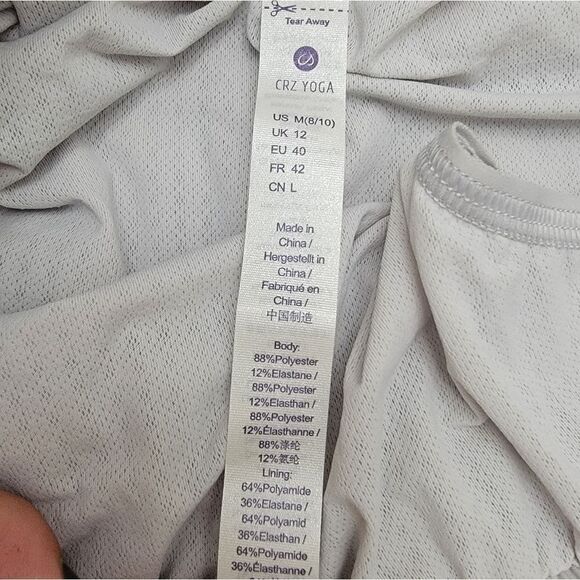 Tear Away
CRZ YOGA
US M(8/10)
UK 12
EU 40
FR 42
CN L
Made in
China /
Hergestellt in
China /
Fabriqué en
China /
中国制造
Body:
88%Polyester
12%Elastane /
88%Polyester
12%Elasthan /
88%Polyester
12%Élasthanne /
88%涤纶
12%氨纶
Lining:
64%Polyamide
36%Elastane /
64%Polyamid
36%Elasthan /
64%Polyamide
36%Élasthanne /